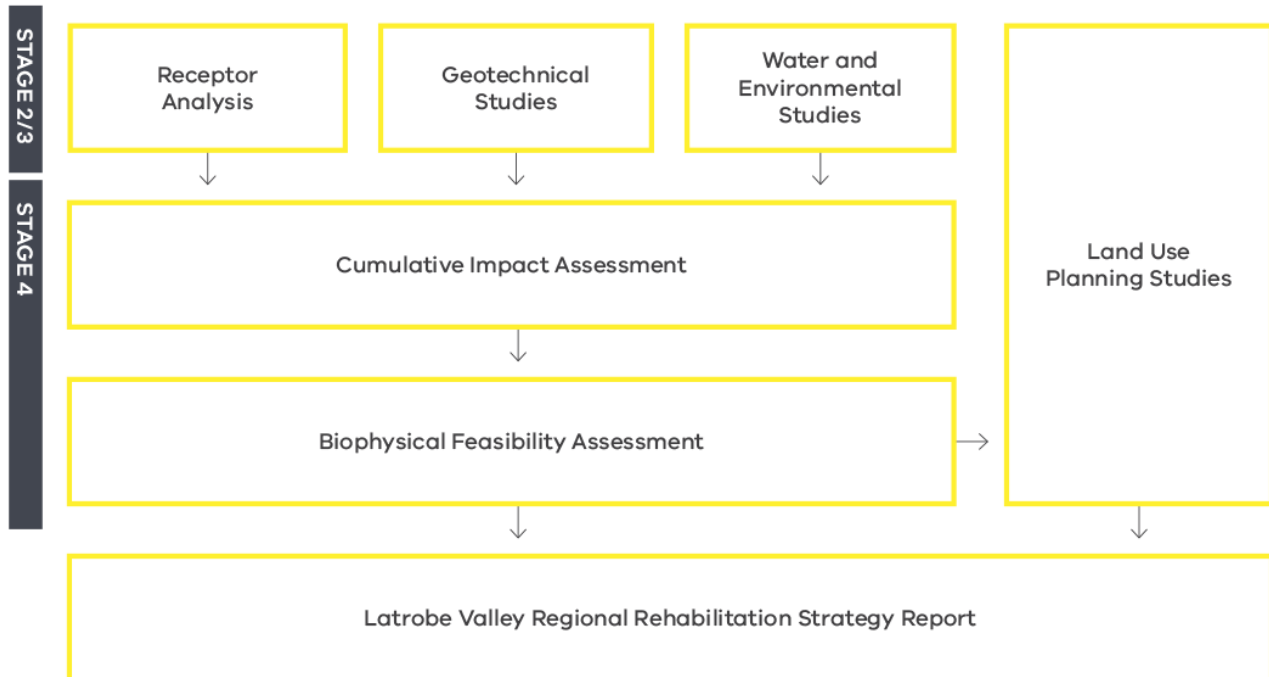 STAGE 2/3
Receptor
Analysis
Geotechnical
Studies
Water and
Environmental
Studies
Land Use
Planning Studies
STAGE 4
Cumulative Impact Assessment
Biophysical Feasibility Assessment
Latrobe Valley Regional Rehabilitation Strategy Report